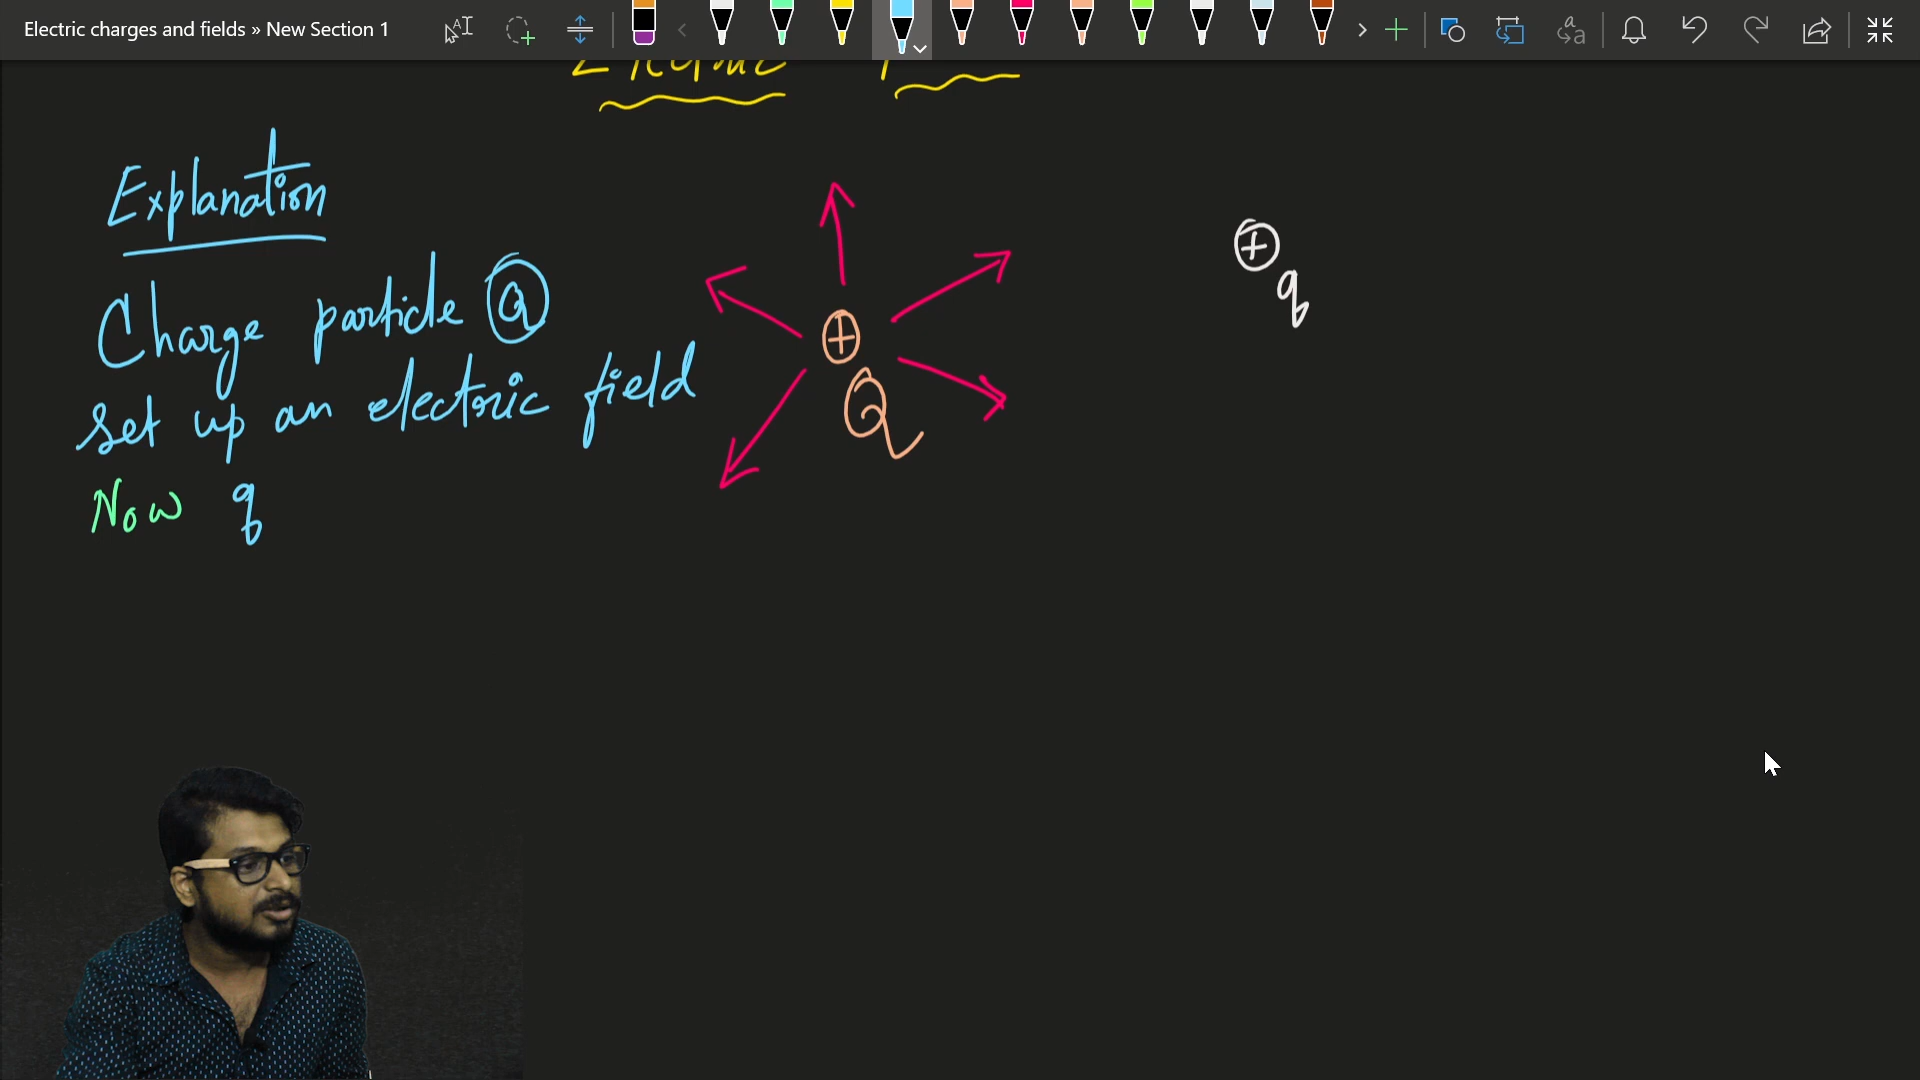 Electric charges and fields » New Section 1
Explanation
Charge particle Q
set up an electric field
Now q
+
Q
+
q